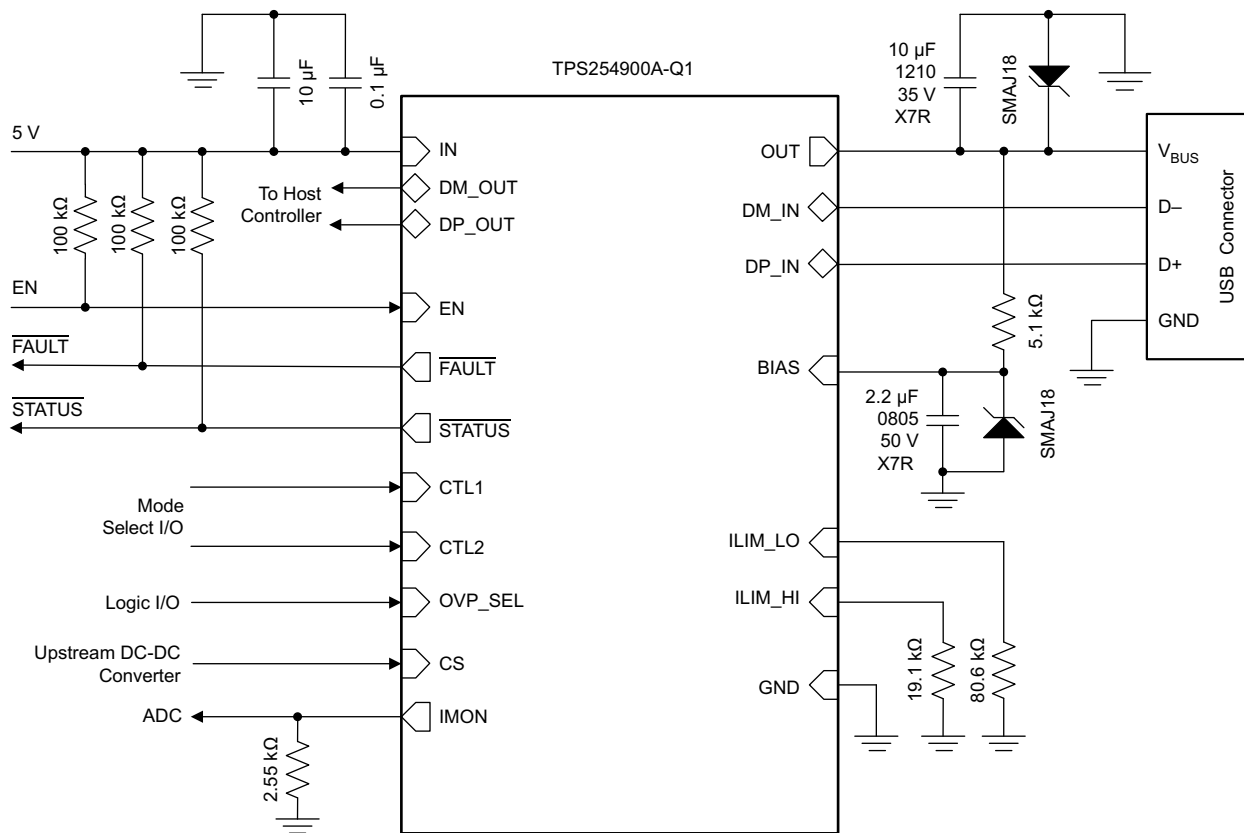 TPS254900A-Q1
10 µF
0.1 µF
10 µF
1210
35 V
X7R
SMAJ18
5 V
IN
DM_OUT
DP_OUT
To Host
Controller
100 kΩ
100 kΩ
100 kΩ
EN
EN
FAULT
FAULT
STATUS
STATUS
Mode
Select I/O
CTL1
CTL2
Logic I/O
OVP_SEL
Upstream DC-DC
Converter
CS
ADC
IMON
2.55 kΩ
OUT
DM_IN
DP_IN
BIAS
5.1 kΩ
2.2 µF
0805
50 V
X7R
SMAJ18
ILIM_LO
ILIM_HI
GND
19.1 kΩ
80.6 kΩ
VBUS
D–
D+
GND
USB Connector